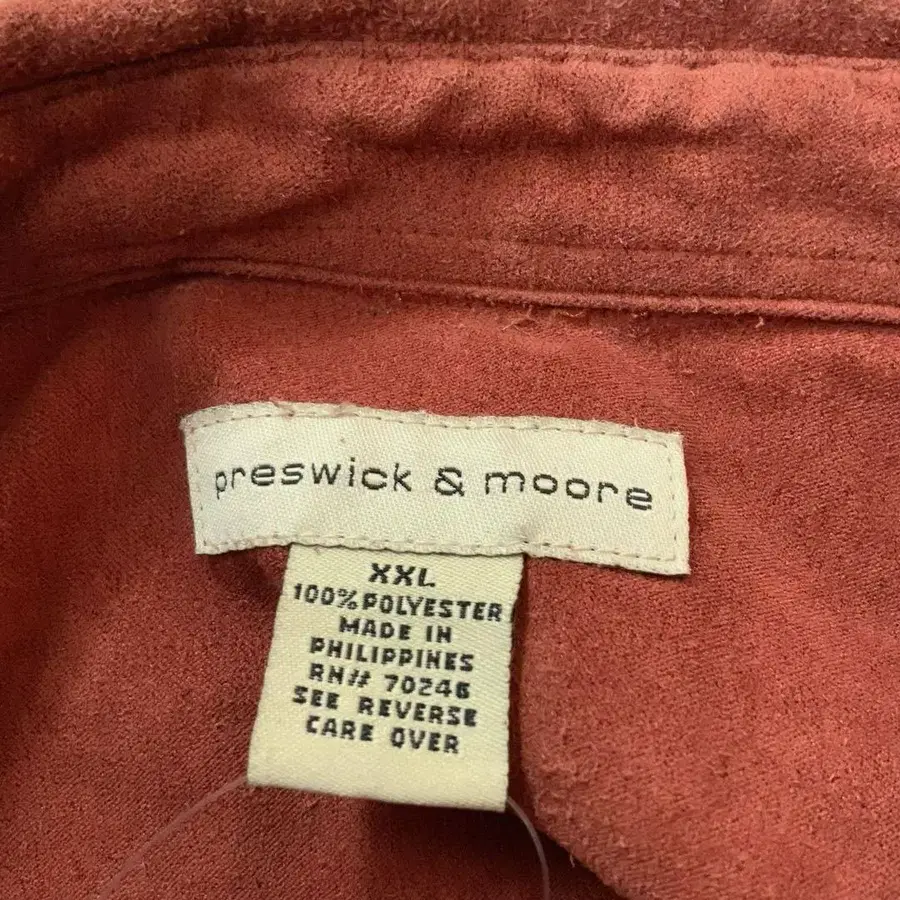 preswick & moore
XXL
100% POLYESTER
MADE IN
PHILIPPINES
RN# 70246
SEE REVERSE
CARE OVER